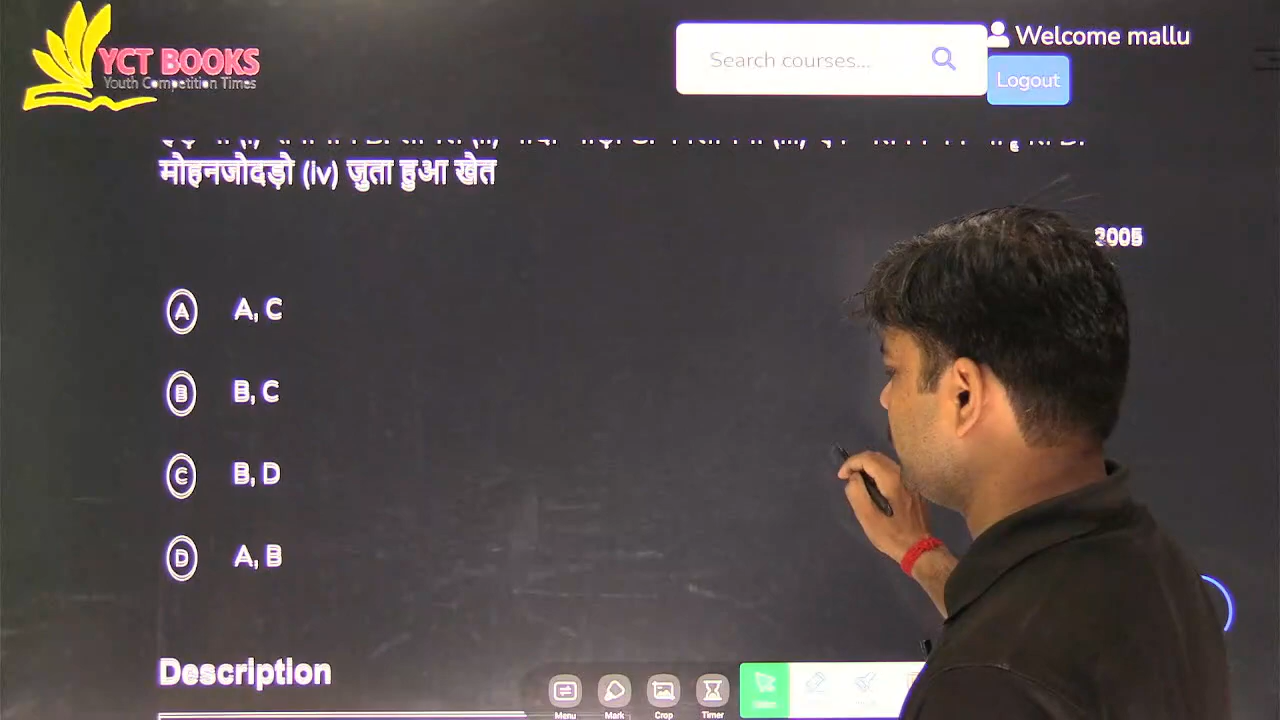 YCT BOOKS
Youth Competition Times
Search courses...
Welcome mallu
Logout
मोहनजोदड़ो (iv) जुता हुआ खेत
2005
A A, C
B B, C
C B, D
D A, B
Description
Menu Mark Crop Timer